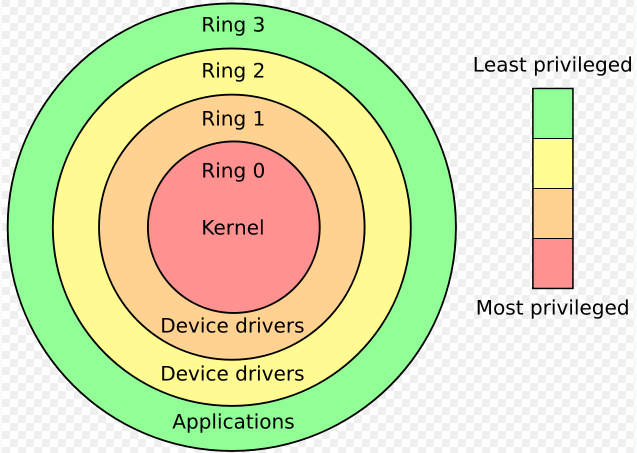 Ring 3
Ring 2
Ring 1
Ring 0
Kernel
Device drivers
Device drivers
Applications
Least privileged
Most privileged